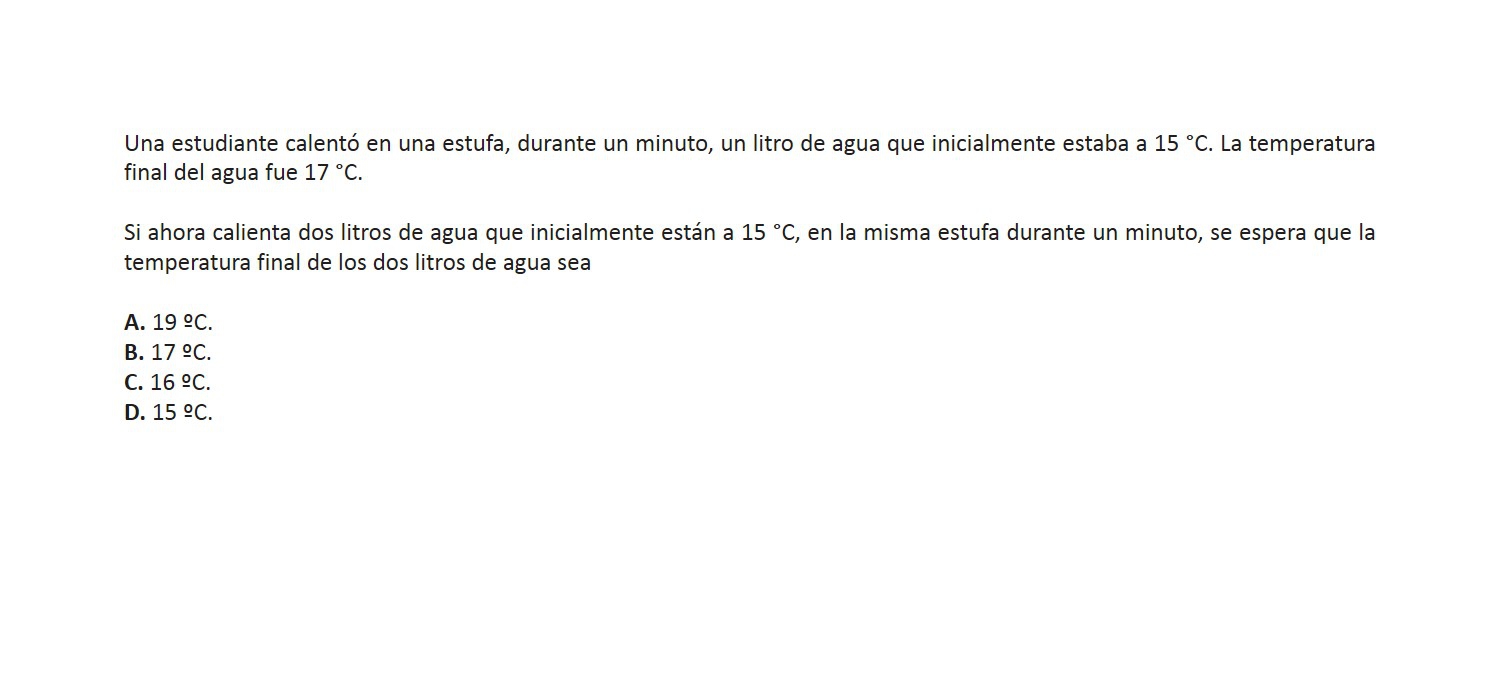 Una estudiante calentó en una estufa, durante un minuto, un litro de agua que inicialmente estaba a 15 °C. La temperatura
final del agua fue 17 °C.
Si ahora calienta dos litros de agua que inicialmente están a 15 °C, en la misma estufa durante un minuto, se espera que la
temperatura final de los dos litros de agua sea
A. 19 ºC.
B. 17 ºC.
C. 16 ºC.
D. 15 ºC.